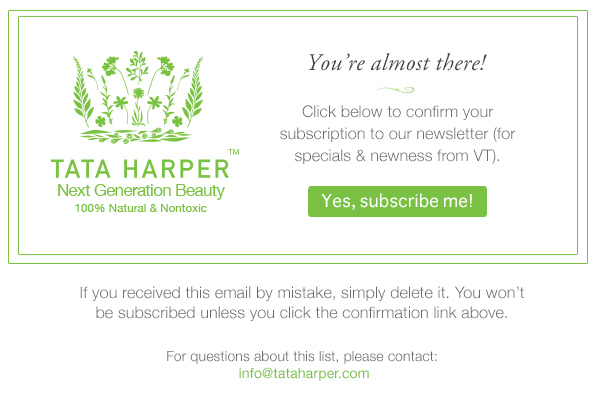 TATA HARPER™
Next Generation Beauty
100% Natural & Nontoxic
You’re almost there!
Click below to confirm your
subscription to our newsletter (for
specials & newness from VT).
Yes, subscribe me!
If you received this email by mistake, simply delete it. You won’t
be subscribed unless you click the confirmation link above.
For questions about this list, please contact:
info@tataharper.com